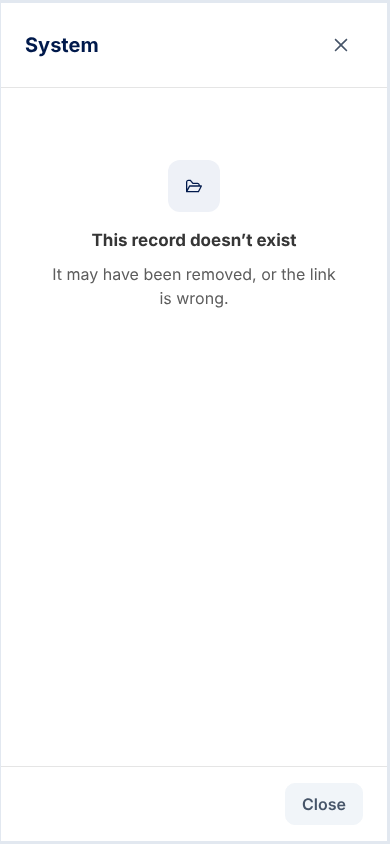 System
This record doesn’t exist
It may have been removed, or the link
is wrong.
Close